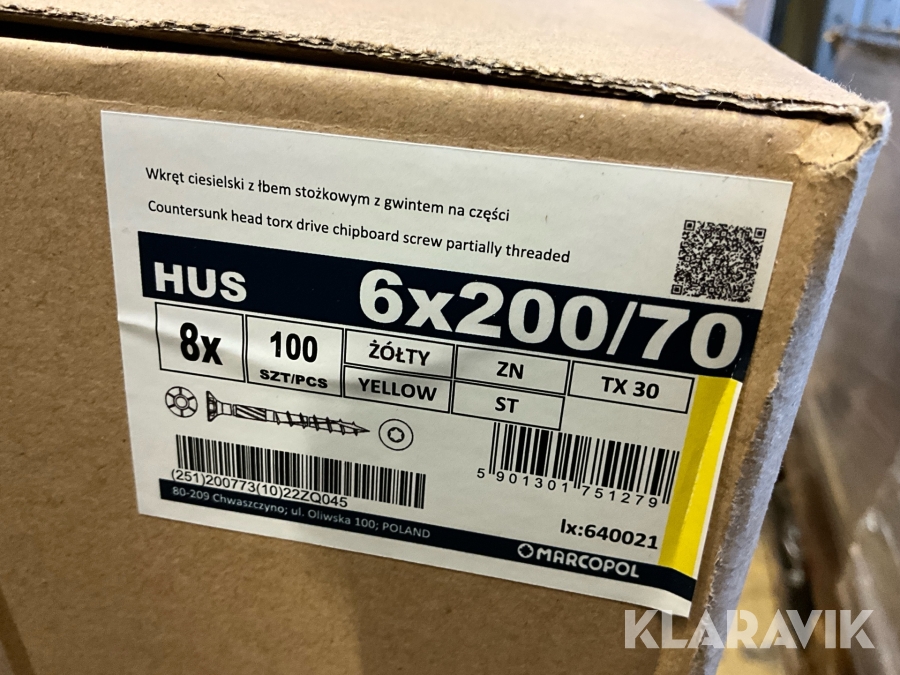 Wkręt ciesielski z łbem stożkowym z gwintem na części
Countersunk head torx drive chipboard screw partially threaded
HUS 6x200/70
8x
100
SZT/PCS
ŻÓŁTY
YELLOW
ZN
ST
TX 30
(251)200773(10)22ZQ045
5 901301 751279
80-209 Chwaszczyno; ul. Oliwska 100; POLAND
lx:640021
MARCOPOL
KLARAVIK